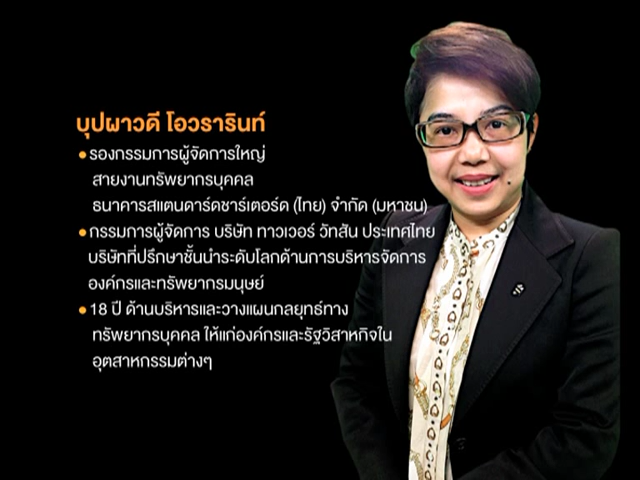 บุปผาวดี โอวรารินท์
• รองกรรมการผู้จัดการใหญ่
สายงานทรัพยากรบุคคล
ธนาคารสแตนดาร์ดชาร์เตอร์ด (ไทย) จำกัด (มหาชน)
• กรรมการผู้จัดการ บริษัท ทาวเวอร์ วัทสัน ประเทศไทย
บริษัทที่ปรึกษาชั้นนำระดับโลกด้านการบริหารจัดการ
องค์กรและทรัพยากรมนุษย์
• 18 ปี ด้านบริหารและวางแผนกลยุทธ์ทาง
ทรัพยากรบุคคล ให้แก่องค์กรและรัฐวิสาหกิจใน
อุตสาหกรรมต่างๆ